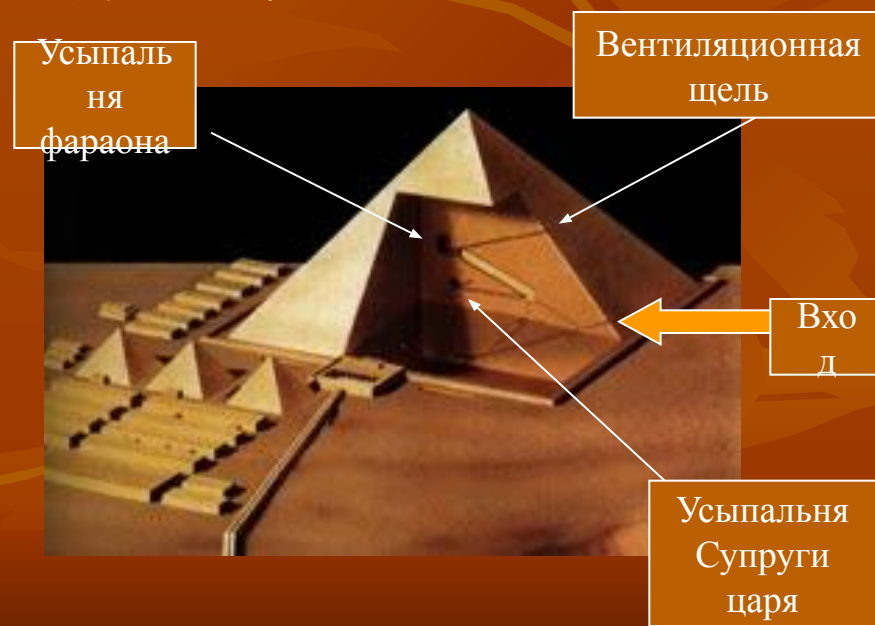 Усыпаль
ня
фараона
Вентиляционная
щель
Вхо
д
Усыпальня
Супруги
царя